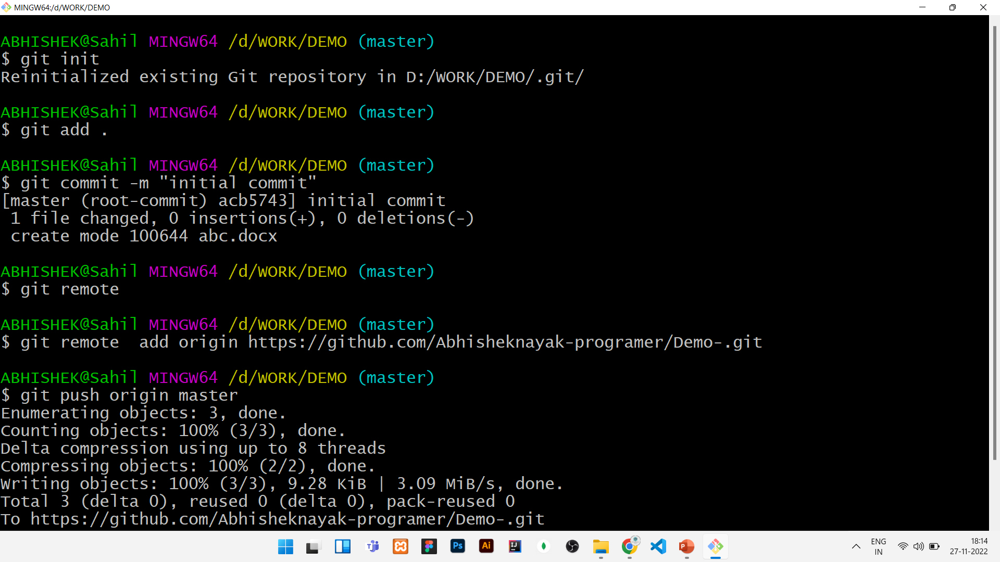 MINGW64:/d/WORK/DEMO
ABHISHEK@Sahil MINGW64 /d/WORK/DEMO (master)
$ git init
Reinitialized existing Git repository in D:/WORK/DEMO/.git/
ABHISHEK@Sahil MINGW64 /d/WORK/DEMO (master)
$ git add .
ABHISHEK@Sahil MINGW64 /d/WORK/DEMO (master)
$ git commit -m "initial commit"
[master (root-commit) acb5743] initial commit
 1 file changed, 0 insertions(+), 0 deletions(-)
 create mode 100644 abc.docx
ABHISHEK@Sahil MINGW64 /d/WORK/DEMO (master)
$ git remote
ABHISHEK@Sahil MINGW64 /d/WORK/DEMO (master)
$ git remote  add origin https://github.com/Abhisheknayak-programer/Demo-.git
ABHISHEK@Sahil MINGW64 /d/WORK/DEMO (master)
$ git push origin master
Enumerating objects: 3, done.
Counting objects: 100% (3/3), done.
Delta compression using up to 8 threads
Compressing objects: 100% (2/2), done.
Writing objects: 100% (3/3), 9.28 KiB | 3.09 MiB/s, done.
Total 3 (delta 0), reused 0 (delta 0), pack-reused 0
To https://github.com/Abhisheknayak-programer/Demo-.git
Ps
Ai
IJ
P
ENG
IN
18:14
27-11-2022